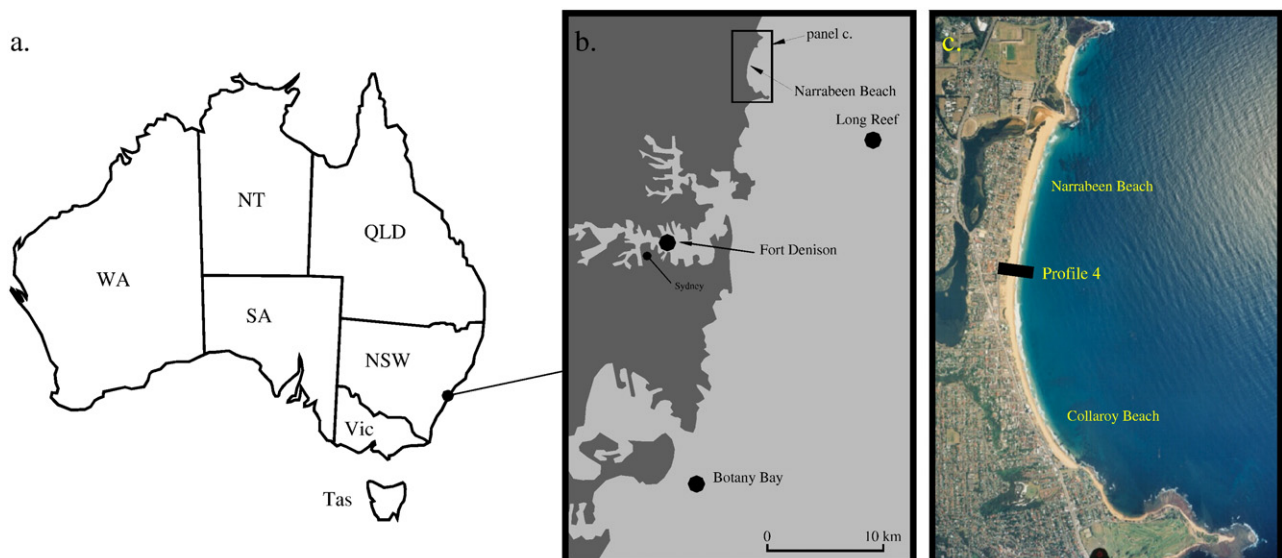 a.
NT
QLD
WA
SA
NSW
Vic
Tas
b.
panel c.
Narrabeen Beach
Long Reef
Fort Denison
Sydney
Botany Bay
0 10 km
c.
Narrabeen Beach
Profile 4
Collaroy Beach